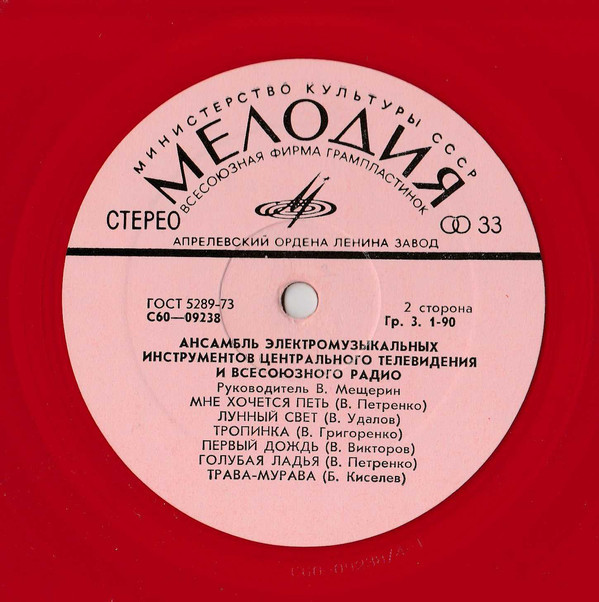 МИНИСТЕРСТВО КУЛЬТУРЫ СССР
МЕЛОДИЯ
ВСЕСОЮЗНАЯ ФИРМА ГРАМПЛАСТИНОК
СТЕРЕО
33
АПРЕЛЕВСКИЙ ОРДЕНА ЛЕНИНА ЗАВОД
ГОСТ 5289-73
С60—09238
2 сторона
Гр. 3. 1-90
АНСАМБЛЬ ЭЛЕКТРОМУЗЫКАЛЬНЫХ
ИНСТРУМЕНТОВ ЦЕНТРАЛЬНОГО ТЕЛЕВИДЕНИЯ
И ВСЕСОЮЗНОГО РАДИО
Руководитель В. Мещерин
МНЕ ХОЧЕТСЯ ПЕТЬ (В. Петренко)
ЛУННЫЙ СВЕТ (В. Удалов)
ТРОПИНКА (В. Григоренко)
ПЕРВЫЙ ДОЖДЬ (В. Викторов)
ГОЛУБАЯ ЛАДЬЯ (В. Петренко)
ТРАВА-МУРАВА (Б. Киселев)